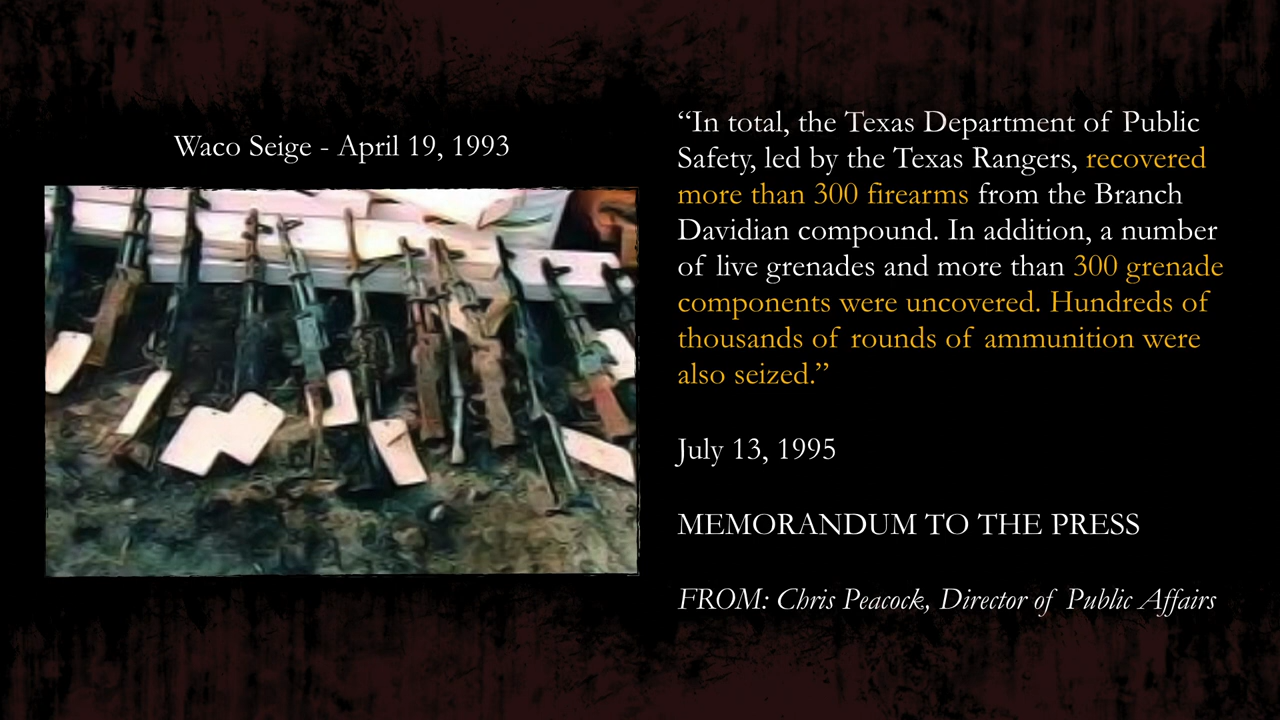 Waco Seige - April 19, 1993
“In total, the Texas Department of Public
Safety, led by the Texas Rangers, recovered
more than 300 firearms from the Branch
Davidian compound. In addition, a number
of live grenades and more than 300 grenade
components were uncovered. Hundreds of
thousands of rounds of ammunition were
also seized.”
July 13, 1995
MEMORANDUM TO THE PRESS
FROM: Chris Peacock, Director of Public Affairs